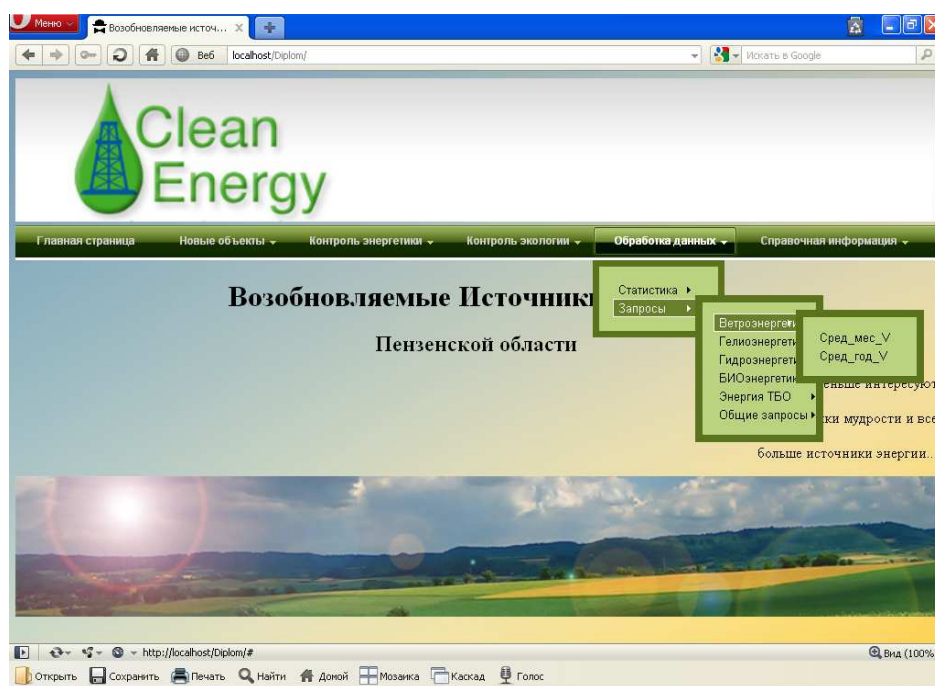 Меню
Возобновляемые источ...
Веб localhost/Diplom/
Искать в Google
Clean
Energy
Главная страница Новые объекты Контроль энергетики Контроль экологии Обработка данных Справочная информация
Возобновляемые Источники
Пензенской области
Статистика
Запросы
Ветроэнергети
Гелиоэнергети
Гидроэнергети
БИОэнергетик
Энергия ТБО
Общие запросы
Сред_мес_V
Сред_год_V
интересуют
ки мудрости и все
больше источники энергии..
http://localhost/Diplom/#
Вид (100%
Открыть Сохранить Печать Найти Домой Мозаика Каскад Голос